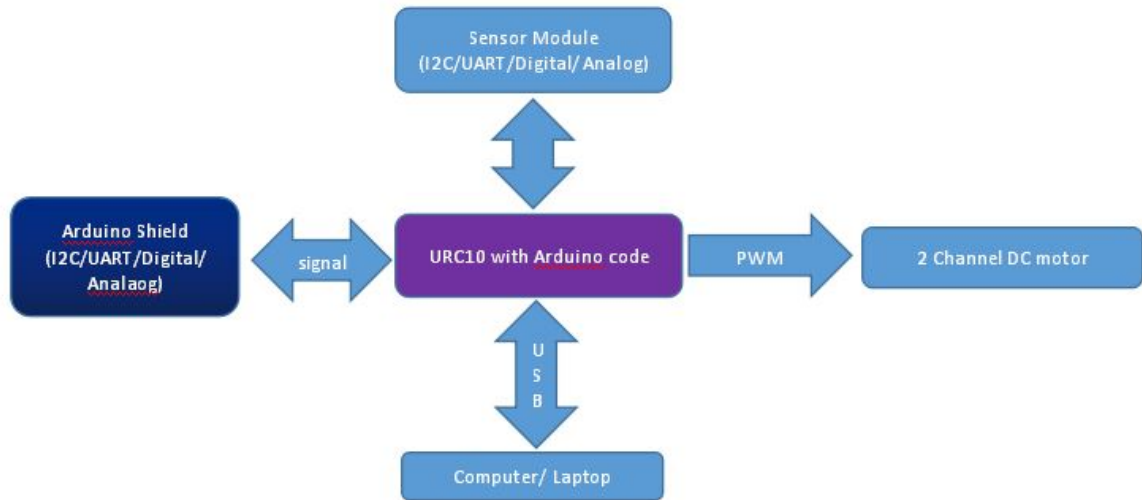 Sensor Module
(I2C/UART/Digital/ Analog)
Arduino Shield
(I2C/UART/Digital/
Analaog)
signal
URC10 with Arduino code
PWM
2 Channel DC motor
U
S
B
Computer/ Laptop